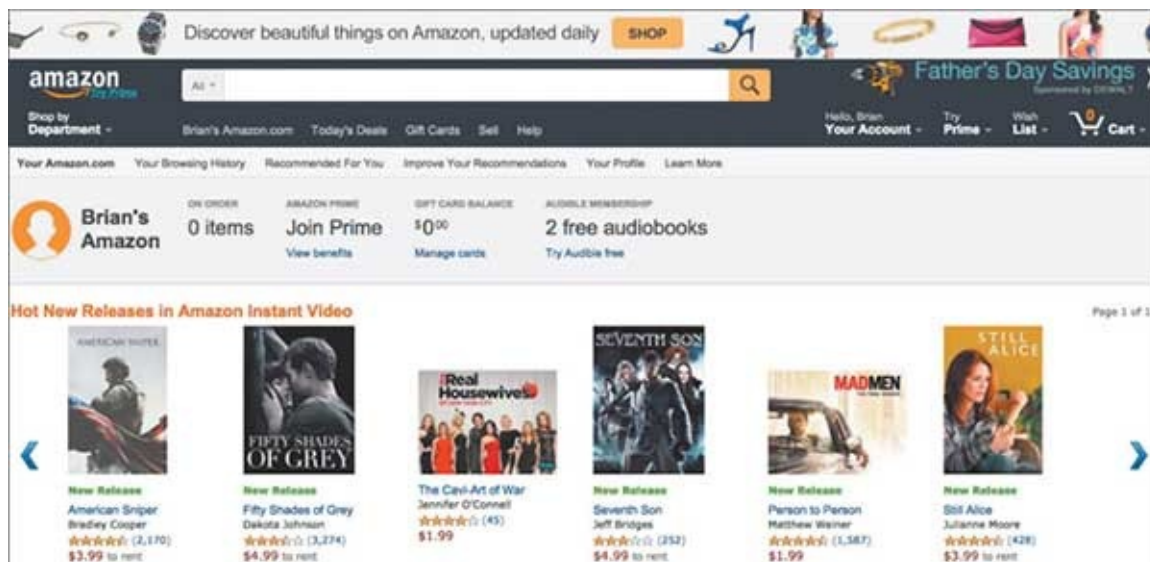 Discover beautiful things on Amazon, updated daily SHOP
amazon
Try Prime
All
Father's Day Savings
Sponsored by DEWALT
Shop by
Department
Brian's Amazon.com Today's Deals Gift Cards Sell Help
Hello, Brian
Your Account
Try
Prime
Wish
List
0
Cart
Your Amazon.com Your Browsing History Recommended For You Improve Your Recommendations Your Profile Learn More
Brian's
Amazon
ON ORDER
0 items
AMAZON PRIME
Join Prime
View benefits
GIFT CARD BALANCE
$000
Manage cards
AUDIBLE MEMBERSHIP
2 free audiobooks
Try Audible free
Hot New Releases in Amazon Instant Video
Page 1 of 1
AMERICAN SNIPER
New Release
American Sniper
Bradley Cooper
(2,170)
$3.99 to rent
FIFTY SHADES
OF GREY
New Release
Fifty Shades of Grey
Dakota Johnson
(3,274)
$4.99 to rent
Real
Housewives
OF NEW YORK CITY
The Cavi-Art of War
Jennifer O'Connell
(45)
$1.99
SEVENTH SON
New Release
Seventh Son
Jeff Bridges
(252)
$4.99 to rent
MADMEN
New Release
Person to Person
Matthew Weiner
(1,587)
$1.99
STILL
ALICE
New Release
Still Alice
Julianne Moore
(428)
$3.99 to rent